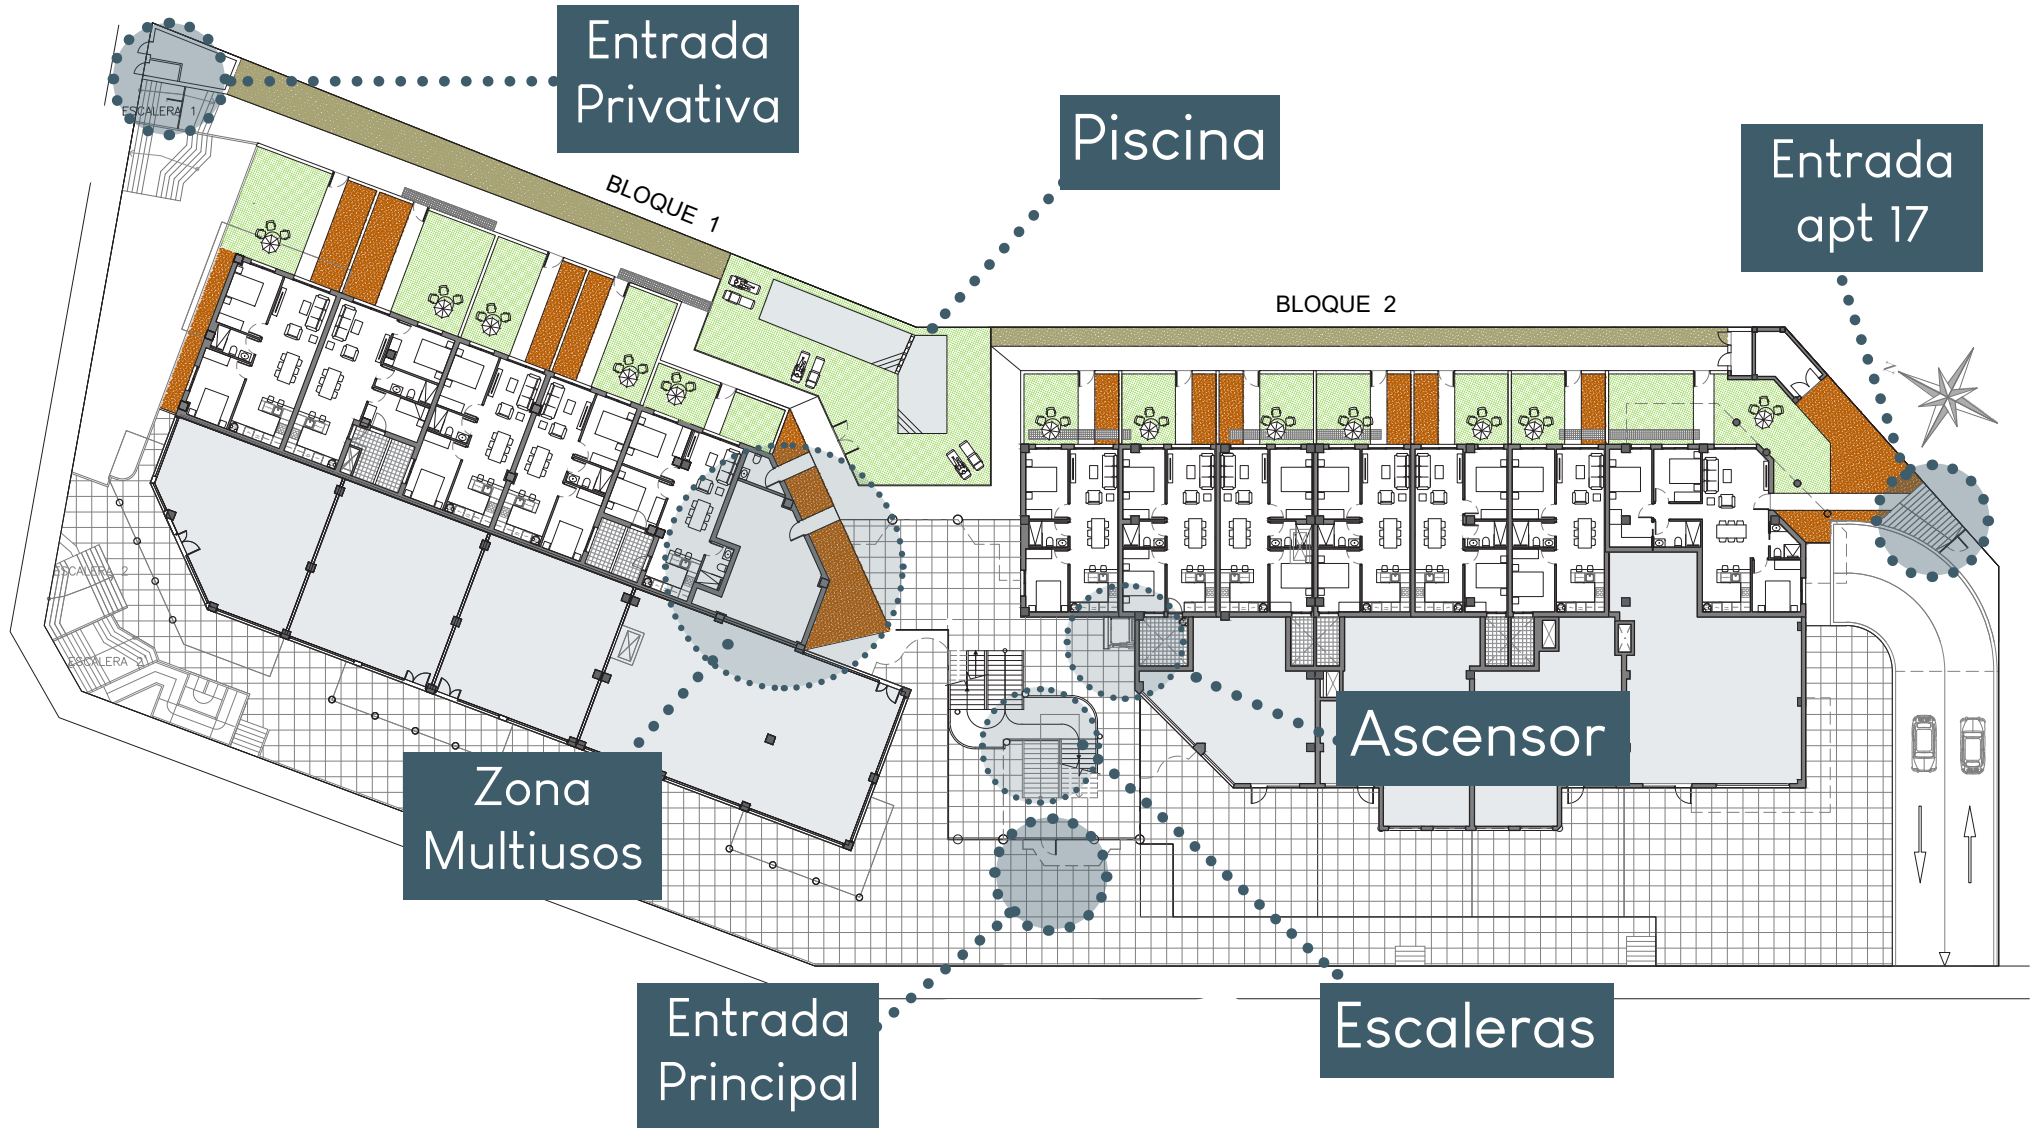 Entrada
Privativa
ESCALERA 1
BLOQUE 1
Piscina
Entrada
apt 17
BLOQUE 2
N
ESCALERA 2
ESCALERA 2
Ascensor
Zona
Multiusos
Entrada
Principal
Escaleras